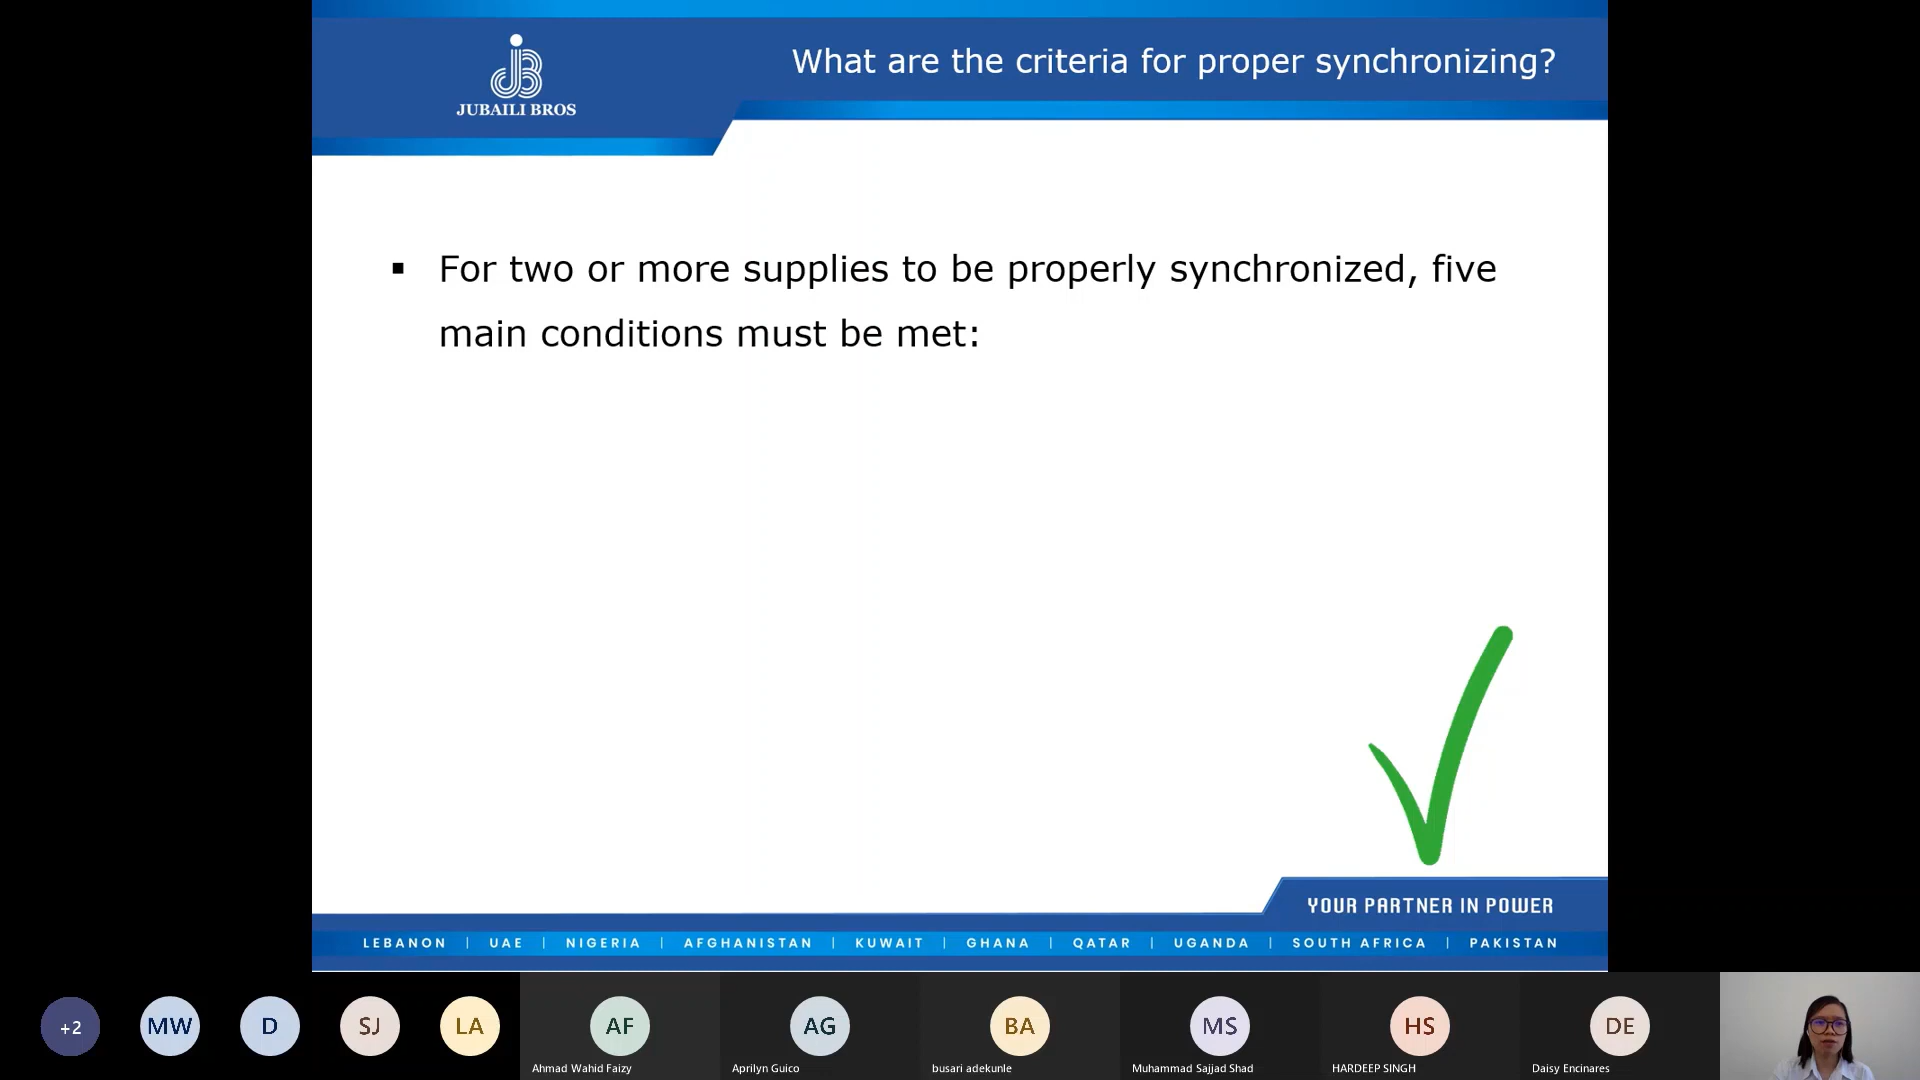 JUBAILI BROS
What are the criteria for proper synchronizing?
▪ For two or more supplies to be properly synchronized, five
main conditions must be met:
YOUR PARTNER IN POWER
LEBANON | UAE | NIGERIA | AFGHANISTAN | KUWAIT | GHANA | QATAR | UGANDA | SOUTH AFRICA | PAKISTAN
+2 MW D SJ LA AF AG BA MS HS DE
Ahmad Wahid Faizy Aprilyn Guico busari adekunle Muhammad Sajjad Shad HARDEEP SINGH Daisy Encinares